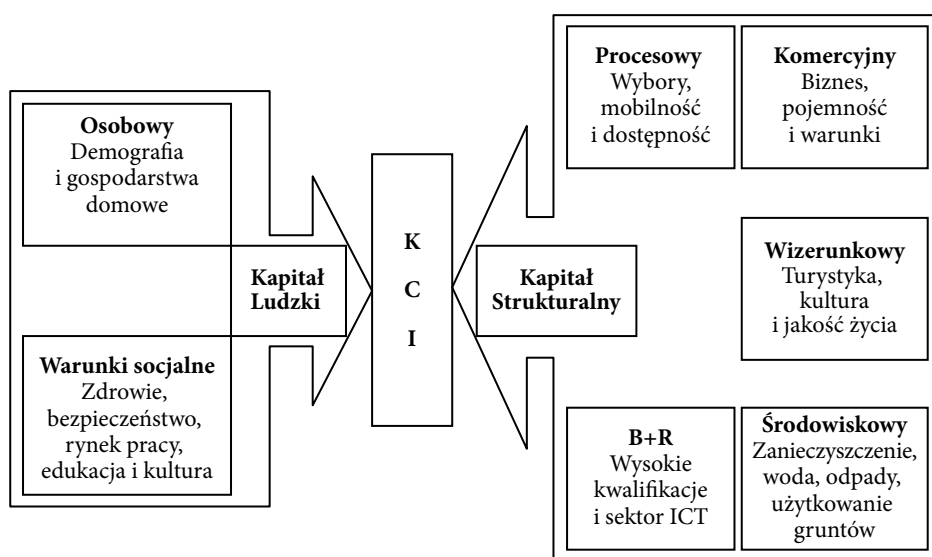 Osobowy
Demografia
i gospodarstwa
domowe
Kapitał
Ludzki
Warunki socjalne
Zdrowie,
bezpieczeństwo,
rynek pracy,
edukacja i kultura
K
C
I
Kapitał
Strukturalny
Procesowy
Wybory,
mobilność
i dostępność
Komercyjny
Biznes,
pojemność
i warunki
Wizerunkowy
Turystyka,
kultura
i jakość życia
B+R
Wysokie
kwalifikacje
i sektor ICT
Środowiskowy
Zanieczyszczenie,
woda, odpady,
użytkowanie
gruntów